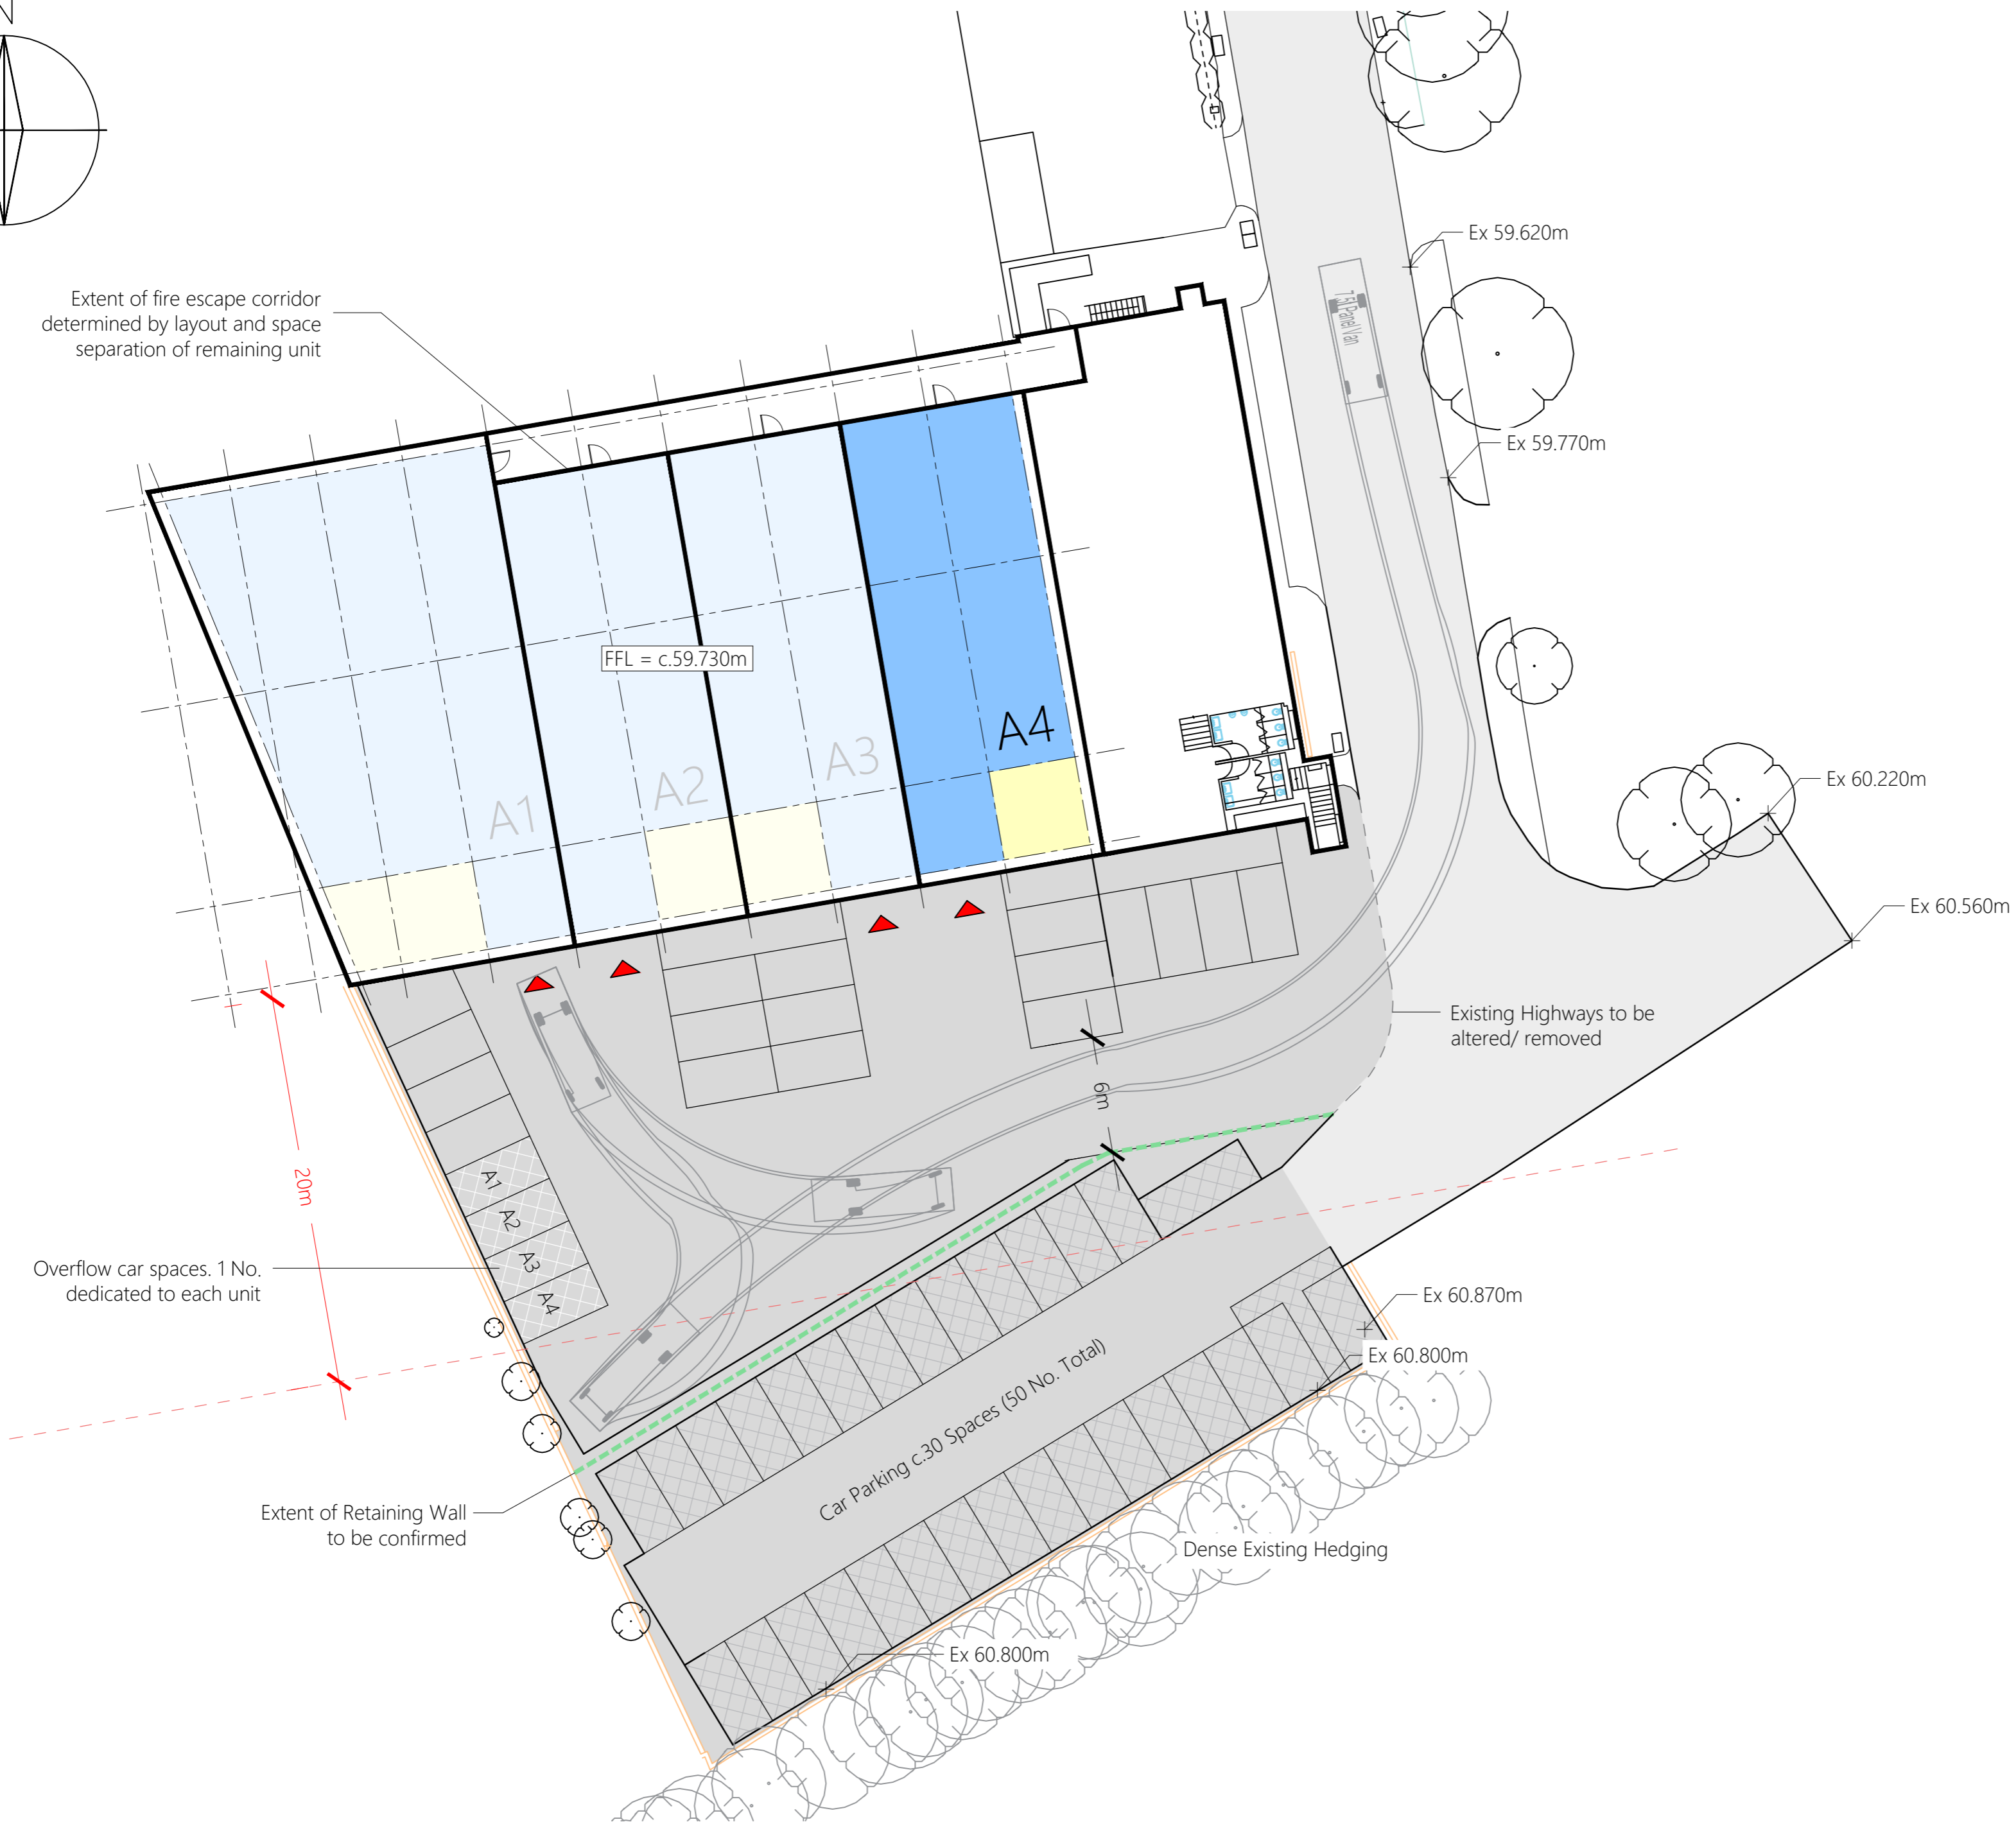 N
Ex 59.620m
Extent of fire escape corridor
determined by layout and space
separation of remaining unit
7.5t Panel Van
Ex 59.770m
FFL = c.59.730m
A4
A3
A2
A1
Ex 60.220m
Ex 60.560m
Existing Highways to be
altered/ removed
6m
20m
A1
A2
A3
A4
Overflow car spaces. 1 No.
dedicated to each unit
Ex 60.870m
Ex 60.800m
Car Parking c.30 Spaces (50 No. Total)
Extent of Retaining Wall
to be confirmed
Dense Existing Hedging
Ex 60.800m